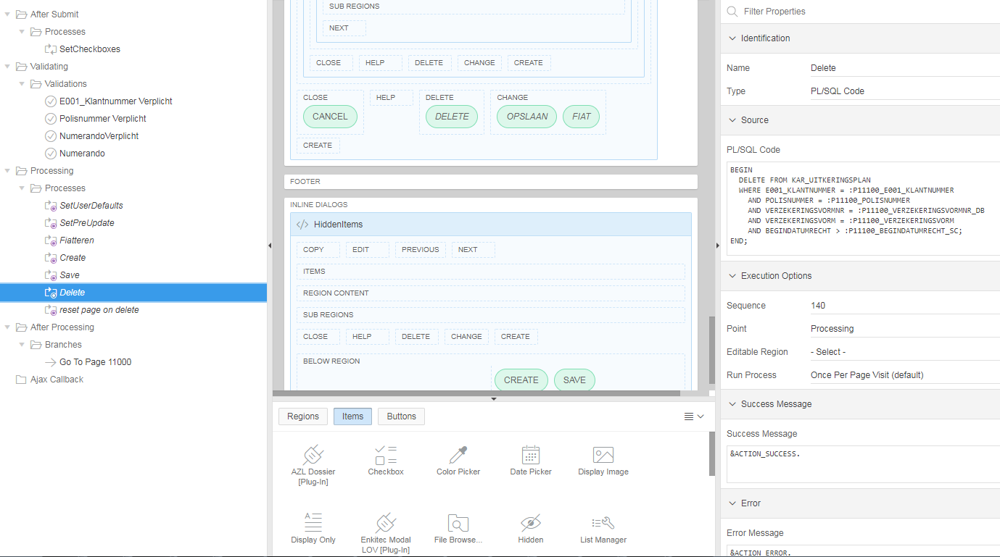 After Submit
Processes
SetCheckboxes
Validating
Validations
E001_Klantnummer Verplicht
Polisnummer Verplicht
NumerandoVerplicht
Numerando
Processing
Processes
SetUserDefaults
SetPreUpdate
Fiatteren
Create
Save
Delete
reset page on delete
After Processing
Branches
Go To Page 11000
Ajax Callback
SUB REGIONS
NEXT
CLOSE HELP DELETE CHANGE CREATE
CLOSE HELP DELETE CHANGE
CANCEL DELETE OPSLAAN FIAT
CREATE
FOOTER
INLINE DIALOGS
HiddenItems
COPY EDIT PREVIOUS NEXT
ITEMS
REGION CONTENT
SUB REGIONS
CLOSE HELP DELETE CHANGE CREATE
BELOW REGION
CREATE SAVE
Regions Items Buttons
AZL Dossier [Plug-In]
Checkbox
Color Picker
Date Picker
Display Image
Display Only
Enkitec Modal LOV [Plug-In]
File Browse...
Hidden
List Manager
Filter Properties
Identification
Name Delete
Type PL/SQL Code
Source
PL/SQL Code
BEGIN
DELETE FROM KAR_UITKERINGSPLAN
WHERE E001_KLANTNUMMER = :P11100_E001_KLANTNUMMER
AND POLISNUMMER = :P11100_POLISNUMMER
AND VERZEKERINGSVORMNR = :P11100_VERZEKERINGSVORMNR_DB
AND VERZEKERINGSVORM = :P11100_VERZEKERINGSVORM
AND BEGINDATUMRECHT > :P11100_BEGINDATUMRECHT_SC;
END;
Execution Options
Sequence 140
Point Processing
Editable Region - Select -
Run Process Once Per Page Visit (default)
Success Message
Success Message
&ACTION_SUCCESS.
Error
Error Message
&ACTION_ERROR.